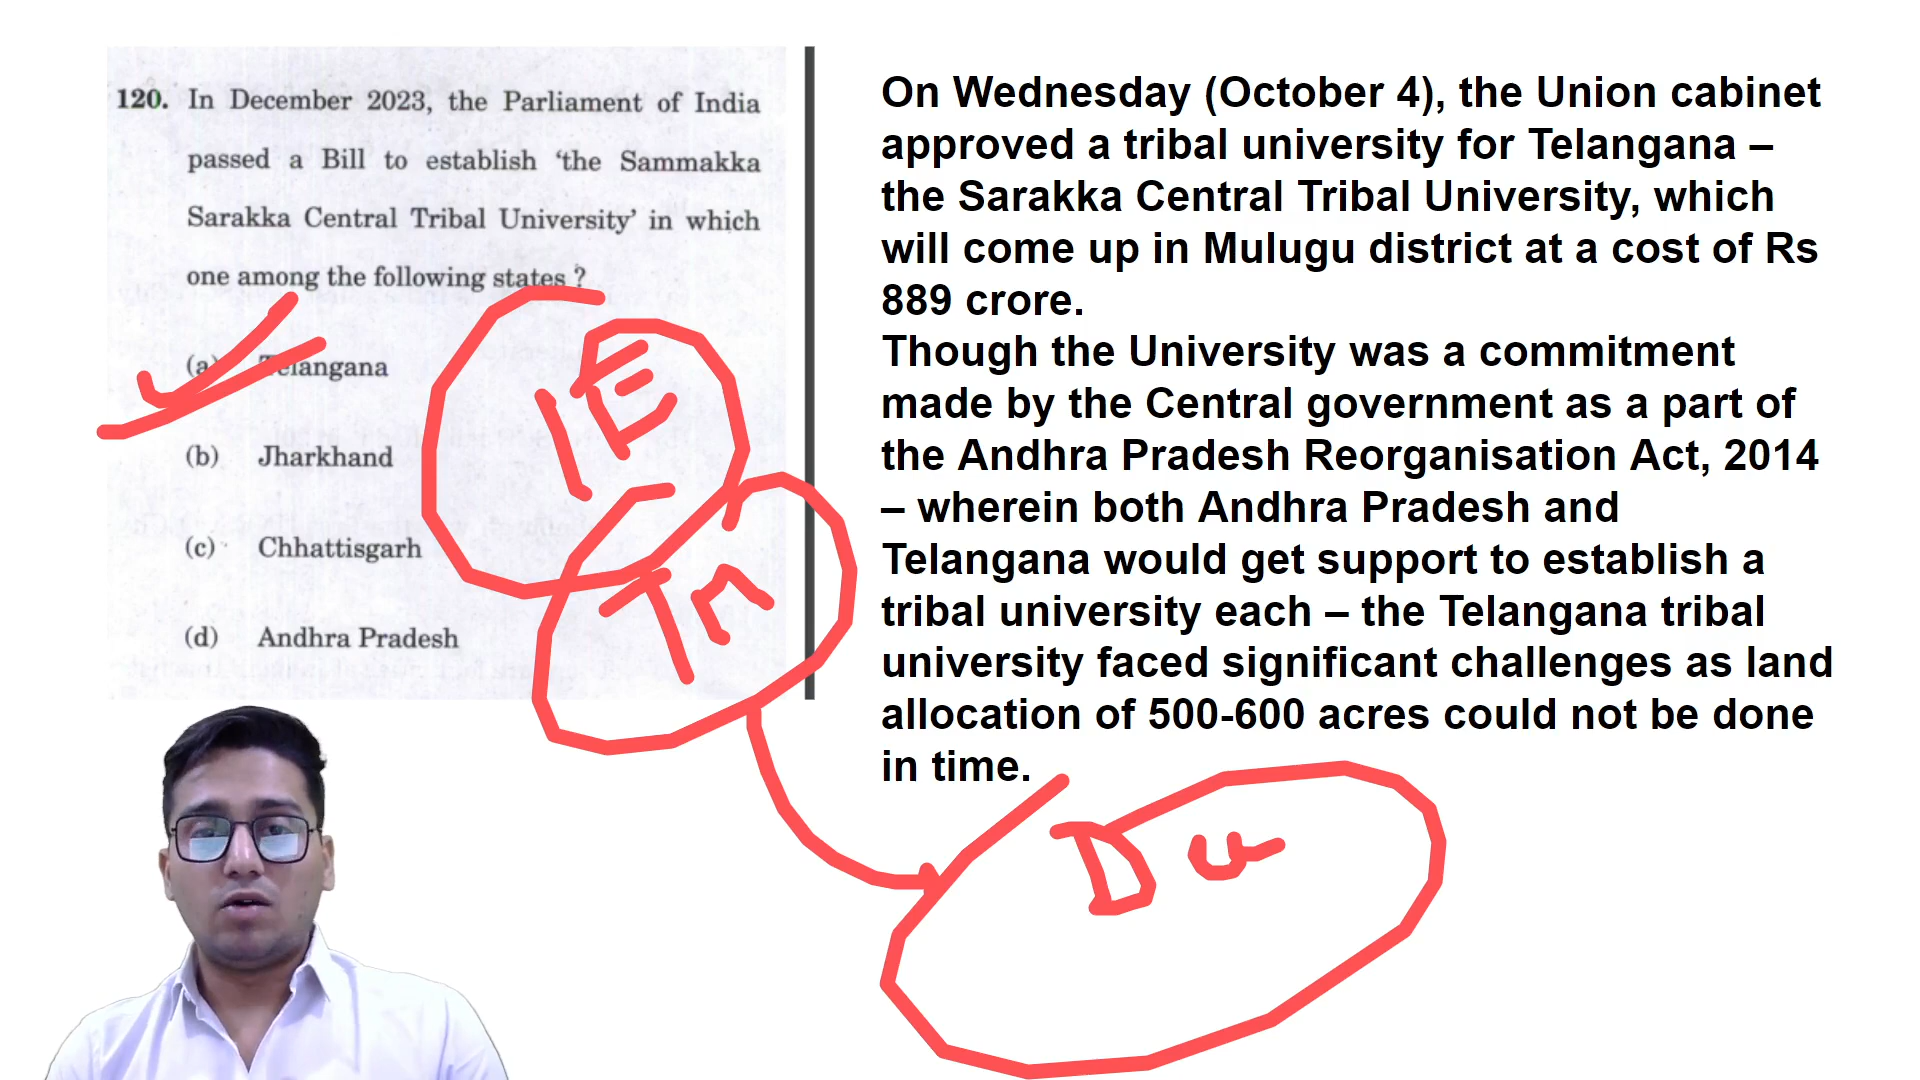 120. In December 2023, the Parliament of India
passed a Bill to establish ‘the Sammakka
Sarakka Central Tribal University’ in which
one among the following states ?
(a) Telangana
(b) Jharkhand
(c) Chhattisgarh
(d) Andhra Pradesh
IE
On Wednesday (October 4), the Union cabinet
approved a tribal university for Telangana –
the Sarakka Central Tribal University, which
will come up in Mulugu district at a cost of Rs
889 crore.
Though the University was a commitment
made by the Central government as a part of
the Andhra Pradesh Reorganisation Act, 2014
– wherein both Andhra Pradesh and
Telangana would get support to establish a
tribal university each – the Telangana tribal
university faced significant challenges as land
allocation of 500-600 acres could not be done
in time.